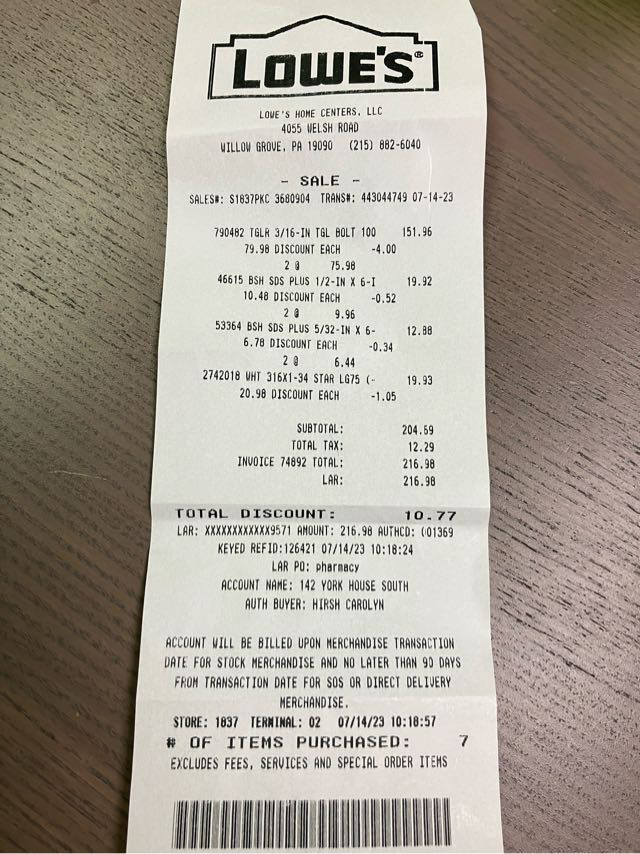 LOWE'S®
LOWE'S HOME CENTERS, LLC
4055 WELSH ROAD
WILLOW GROVE, PA 19090 (215) 882-6040
- SALE -
SALES#: S1837PKC 3680904 TRANS#: 443044749 07-14-23
790482 TGLR 3/16-IN TGL BOLT 100 151.96
79.98 DISCOUNT EACH -4.00
2 @ 75.98
46615 BSH SDS PLUS 1/2-IN X 6-I 19.92
10.48 DISCOUNT EACH -0.52
2 @ 9.96
53364 BSH SDS PLUS 5/32-IN X 6- 12.88
6.78 DISCOUNT EACH -0.34
2 @ 6.44
2742018 WHT 316X1-34 STAR LG75 (- 19.93
20.98 DISCOUNT EACH -1.05
SUBTOTAL: 204.69
TOTAL TAX: 12.29
INVOICE 74892 TOTAL: 216.98
LAR: 216.98
TOTAL DISCOUNT: 10.77
LAR: XXXXXXXXXXXX9571 AMOUNT: 216.98 AUTHCD: 001369
KEYED REFID:126421 07/14/23 10:18:24
LAR PO: pharmacy
ACCOUNT NAME: 142 YORK HOUSE SOUTH
AUTH BUYER: HIRSH CAROLYN
ACCOUNT WILL BE BILLED UPON MERCHANDISE TRANSACTION
DATE FOR STOCK MERCHANDISE AND NO LATER THAN 90 DAYS
FROM TRANSACTION DATE FOR SOS OR DIRECT DELIVERY
MERCHANDISE.
STORE: 1837 TERMINAL: 02 07/14/23 10:18:57
# OF ITEMS PURCHASED: 7
EXCLUDES FEES, SERVICES AND SPECIAL ORDER ITEMS